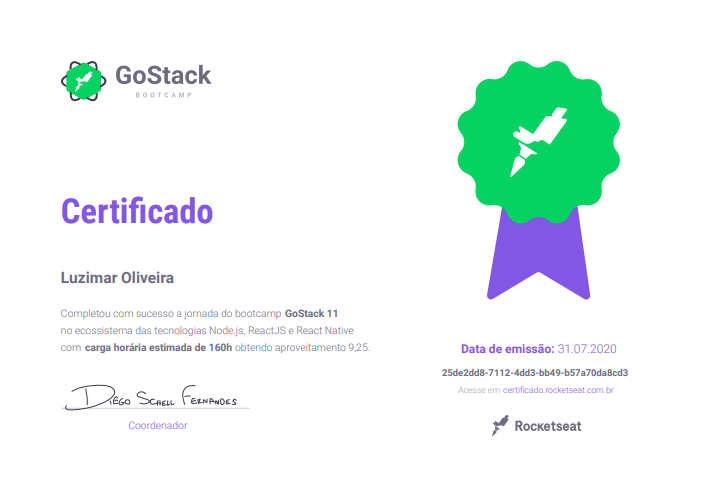 GoStack
BOOTCAMP
Certificado
Luzimar Oliveira
Completou com sucesso a jornada do bootcamp GoStack 11
no ecossistema das tecnologias Node.js, ReactJS e React Native
com carga horária estimada de 160h obtendo aproveitamento 9,25.
Diego Schell Fernandes
Coordenador
Data de emissão: 31.07.2020
25de2dd8-7112-4dd3-bb49-b57a70da8cd3
Acesse em certificado.rocketseat.com.br
Rocketseat